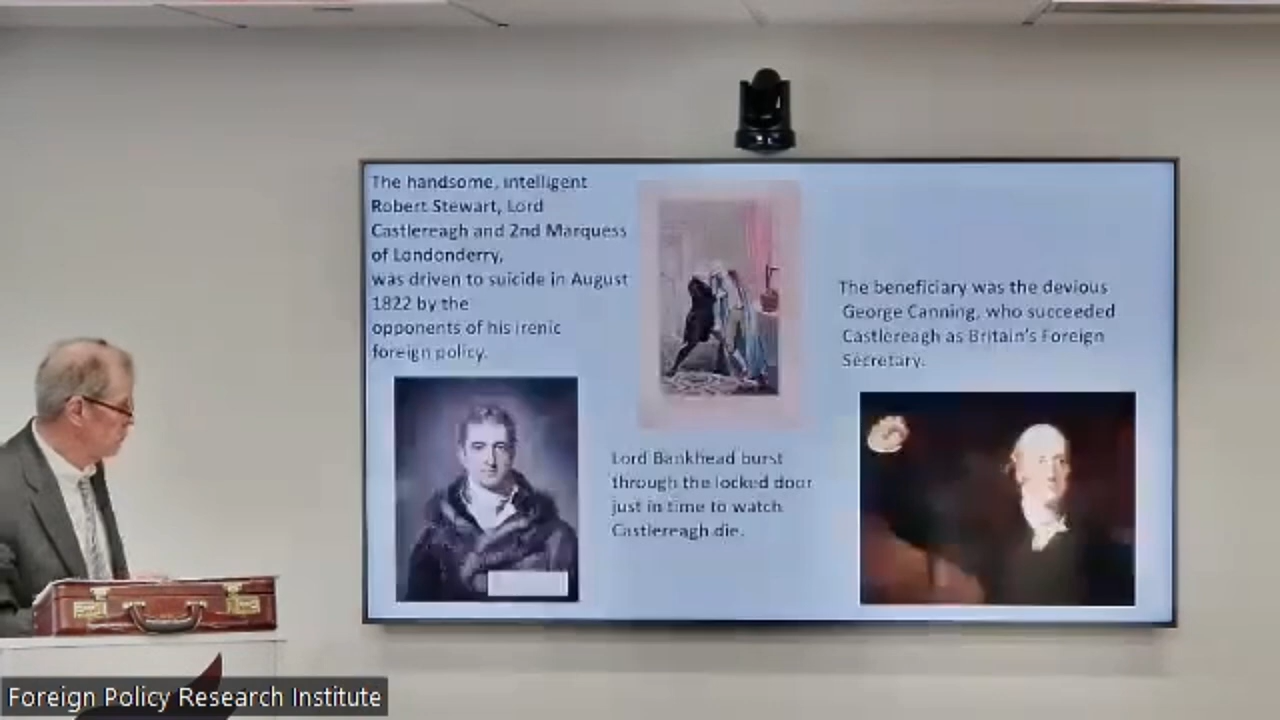 The handsome, intelligent
Robert Stewart, Lord
Castlereagh and 2nd Marquess
of Londonderry,
was driven to suicide in August
1822 by the
opponents of his irenic
foreign policy.
Lord Bankhead burst
through the locked door
just in time to watch
Castlereagh die.
The beneficiary was the devious
George Canning, who succeeded
Castlereagh as Britain's Foreign
Secretary.
Foreign Policy Research Institute